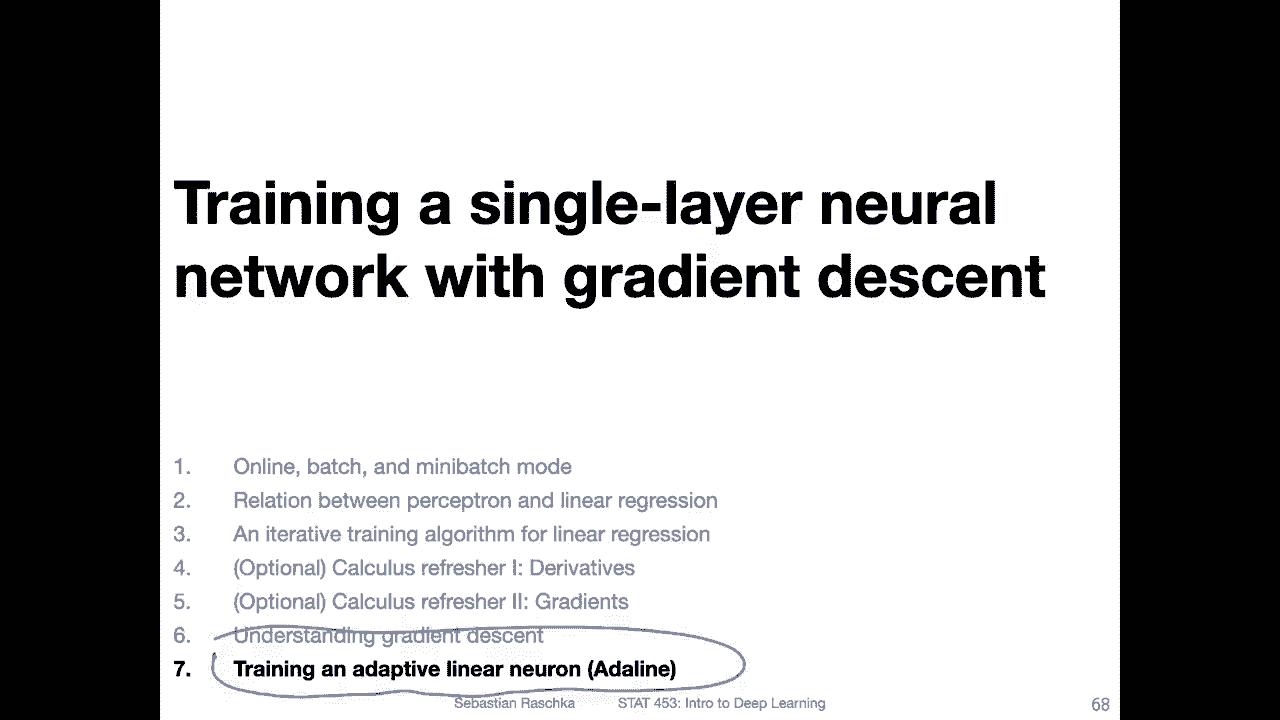 Training a single-layer neural
network with gradient descent
1. Online, batch, and minibatch mode
2. Relation between perceptron and linear regression
3. An iterative training algorithm for linear regression
4. (Optional) Calculus refresher I: Derivatives
5. (Optional) Calculus refresher II: Gradients
6. Understanding gradient descent
7. Training an adaptive linear neuron (Adaline)
Sebastian Raschka STAT 453: Intro to Deep Learning 68